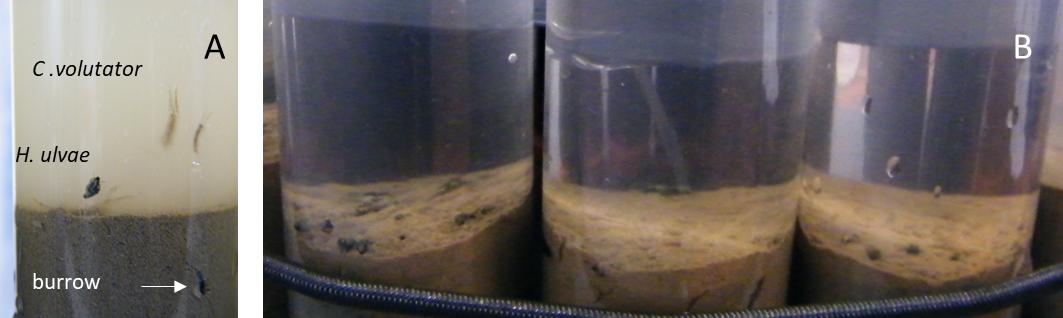 A
C .volutator
H. ulvae
burrow
B